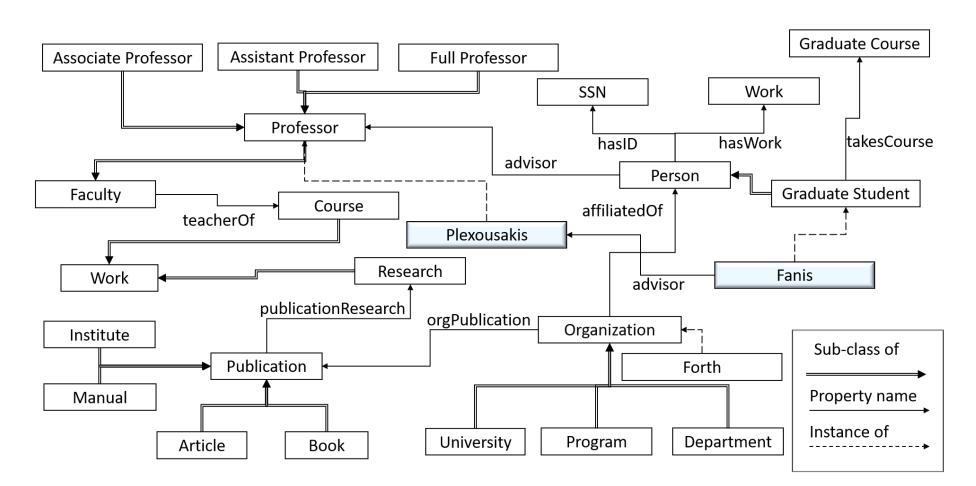 Graduate Course
Associate Professor
Assistant Professor
Full Professor
SSN
Work
Professor
hasID
hasWork
takesCourse
advisor
Person
Faculty
Graduate Student
teacherOf
Course
affiliatedOf
Plexousakis
Work
Research
Fanis
advisor
publicationResearch
orgPublication
Institute
Organization
Publication
Forth
Manual
Article
Book
University
Program
Department
Sub-class of
Property name
Instance of